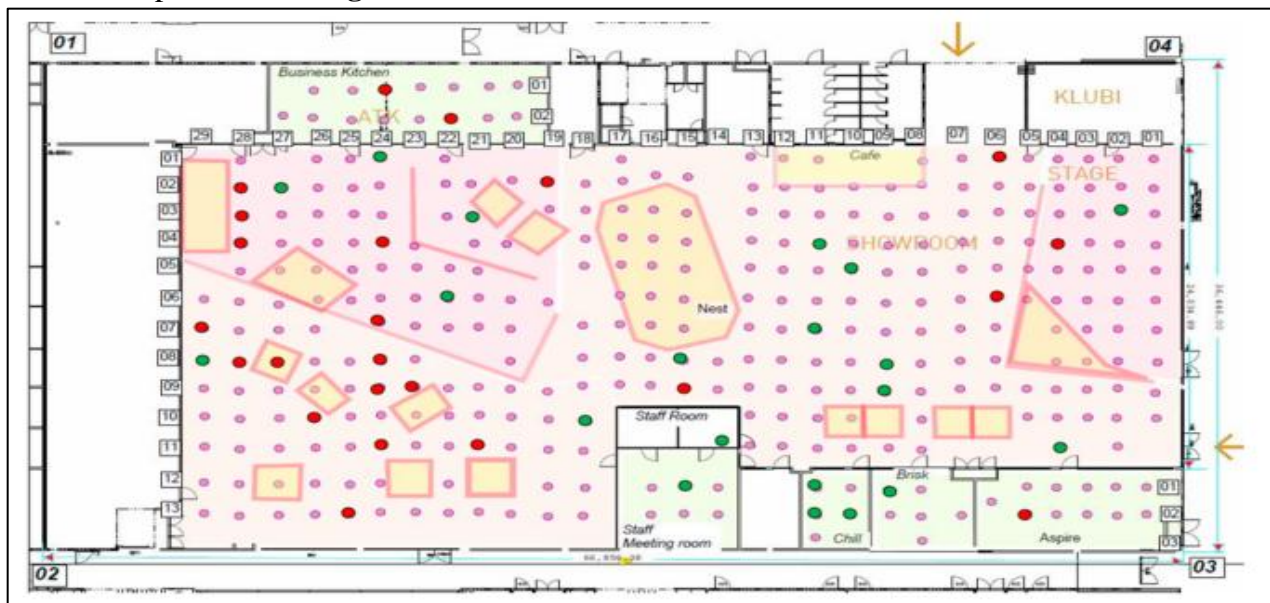 01
04
Business Kitchen
01
ATK
02
KLUBI
29 28 27 26 25 24 23 22 21 20 19 18 17 16 15 14 13 12 11 10 09 08 07 06 05 04 03 02 01
01
Cafe
STAGE
02
03
04
SHOWROOM
05
06
Nest
07
08
09
10
Staff Room
11
12
Brisk
01
02
13
Staff
Meeting room
Chill
Aspire
03
02
03